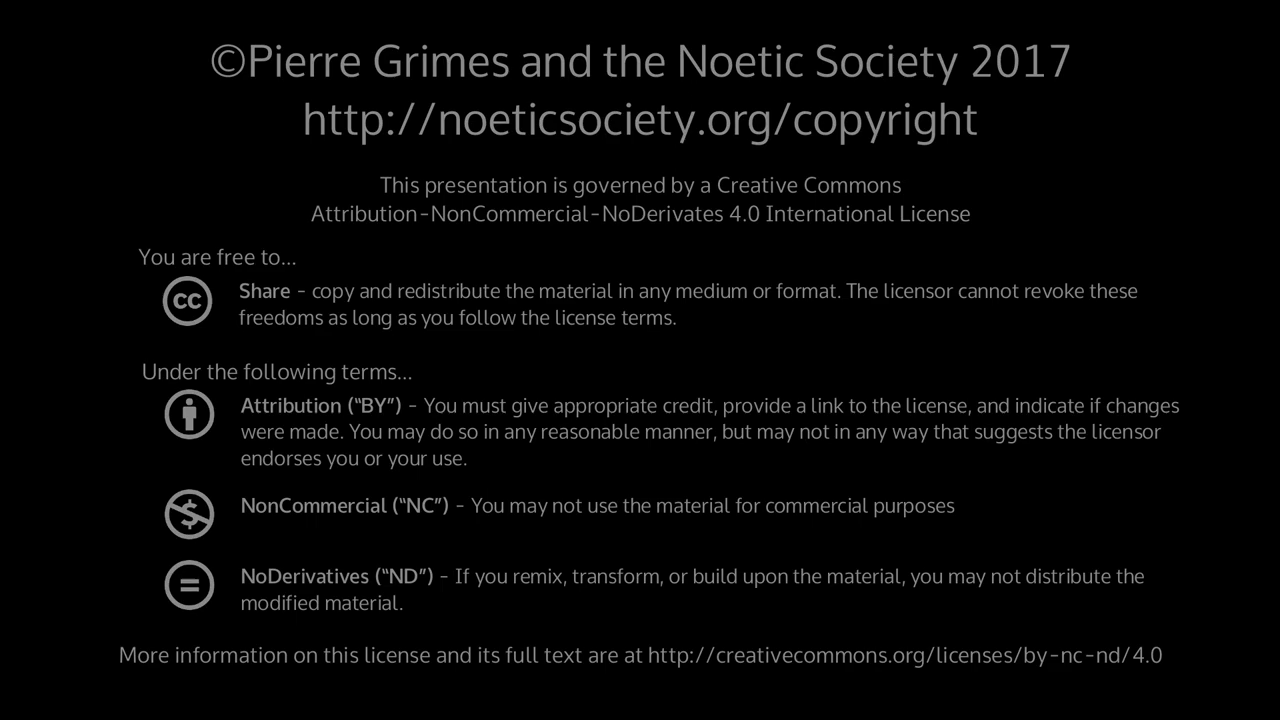 ©Pierre Grimes and the Noetic Society 2017
http://noeticsociety.org/copyright
This presentation is governed by a Creative Commons
Attribution-NonCommercial-NoDerivates 4.0 International License
You are free to...
cc
Share - copy and redistribute the material in any medium or format. The licensor cannot revoke these
freedoms as long as you follow the license terms.
Under the following terms...
Attribution (“BY”) - You must give appropriate credit, provide a link to the license, and indicate if changes
were made. You may do so in any reasonable manner, but may not in any way that suggests the licensor
endorses you or your use.
$
NonCommercial (“NC”) - You may not use the material for commercial purposes
=
NoDerivatives (“ND”) - If you remix, transform, or build upon the material, you may not distribute the
modified material.
More information on this license and its full text are at http://creativecommons.org/licenses/by-nc-nd/4.0